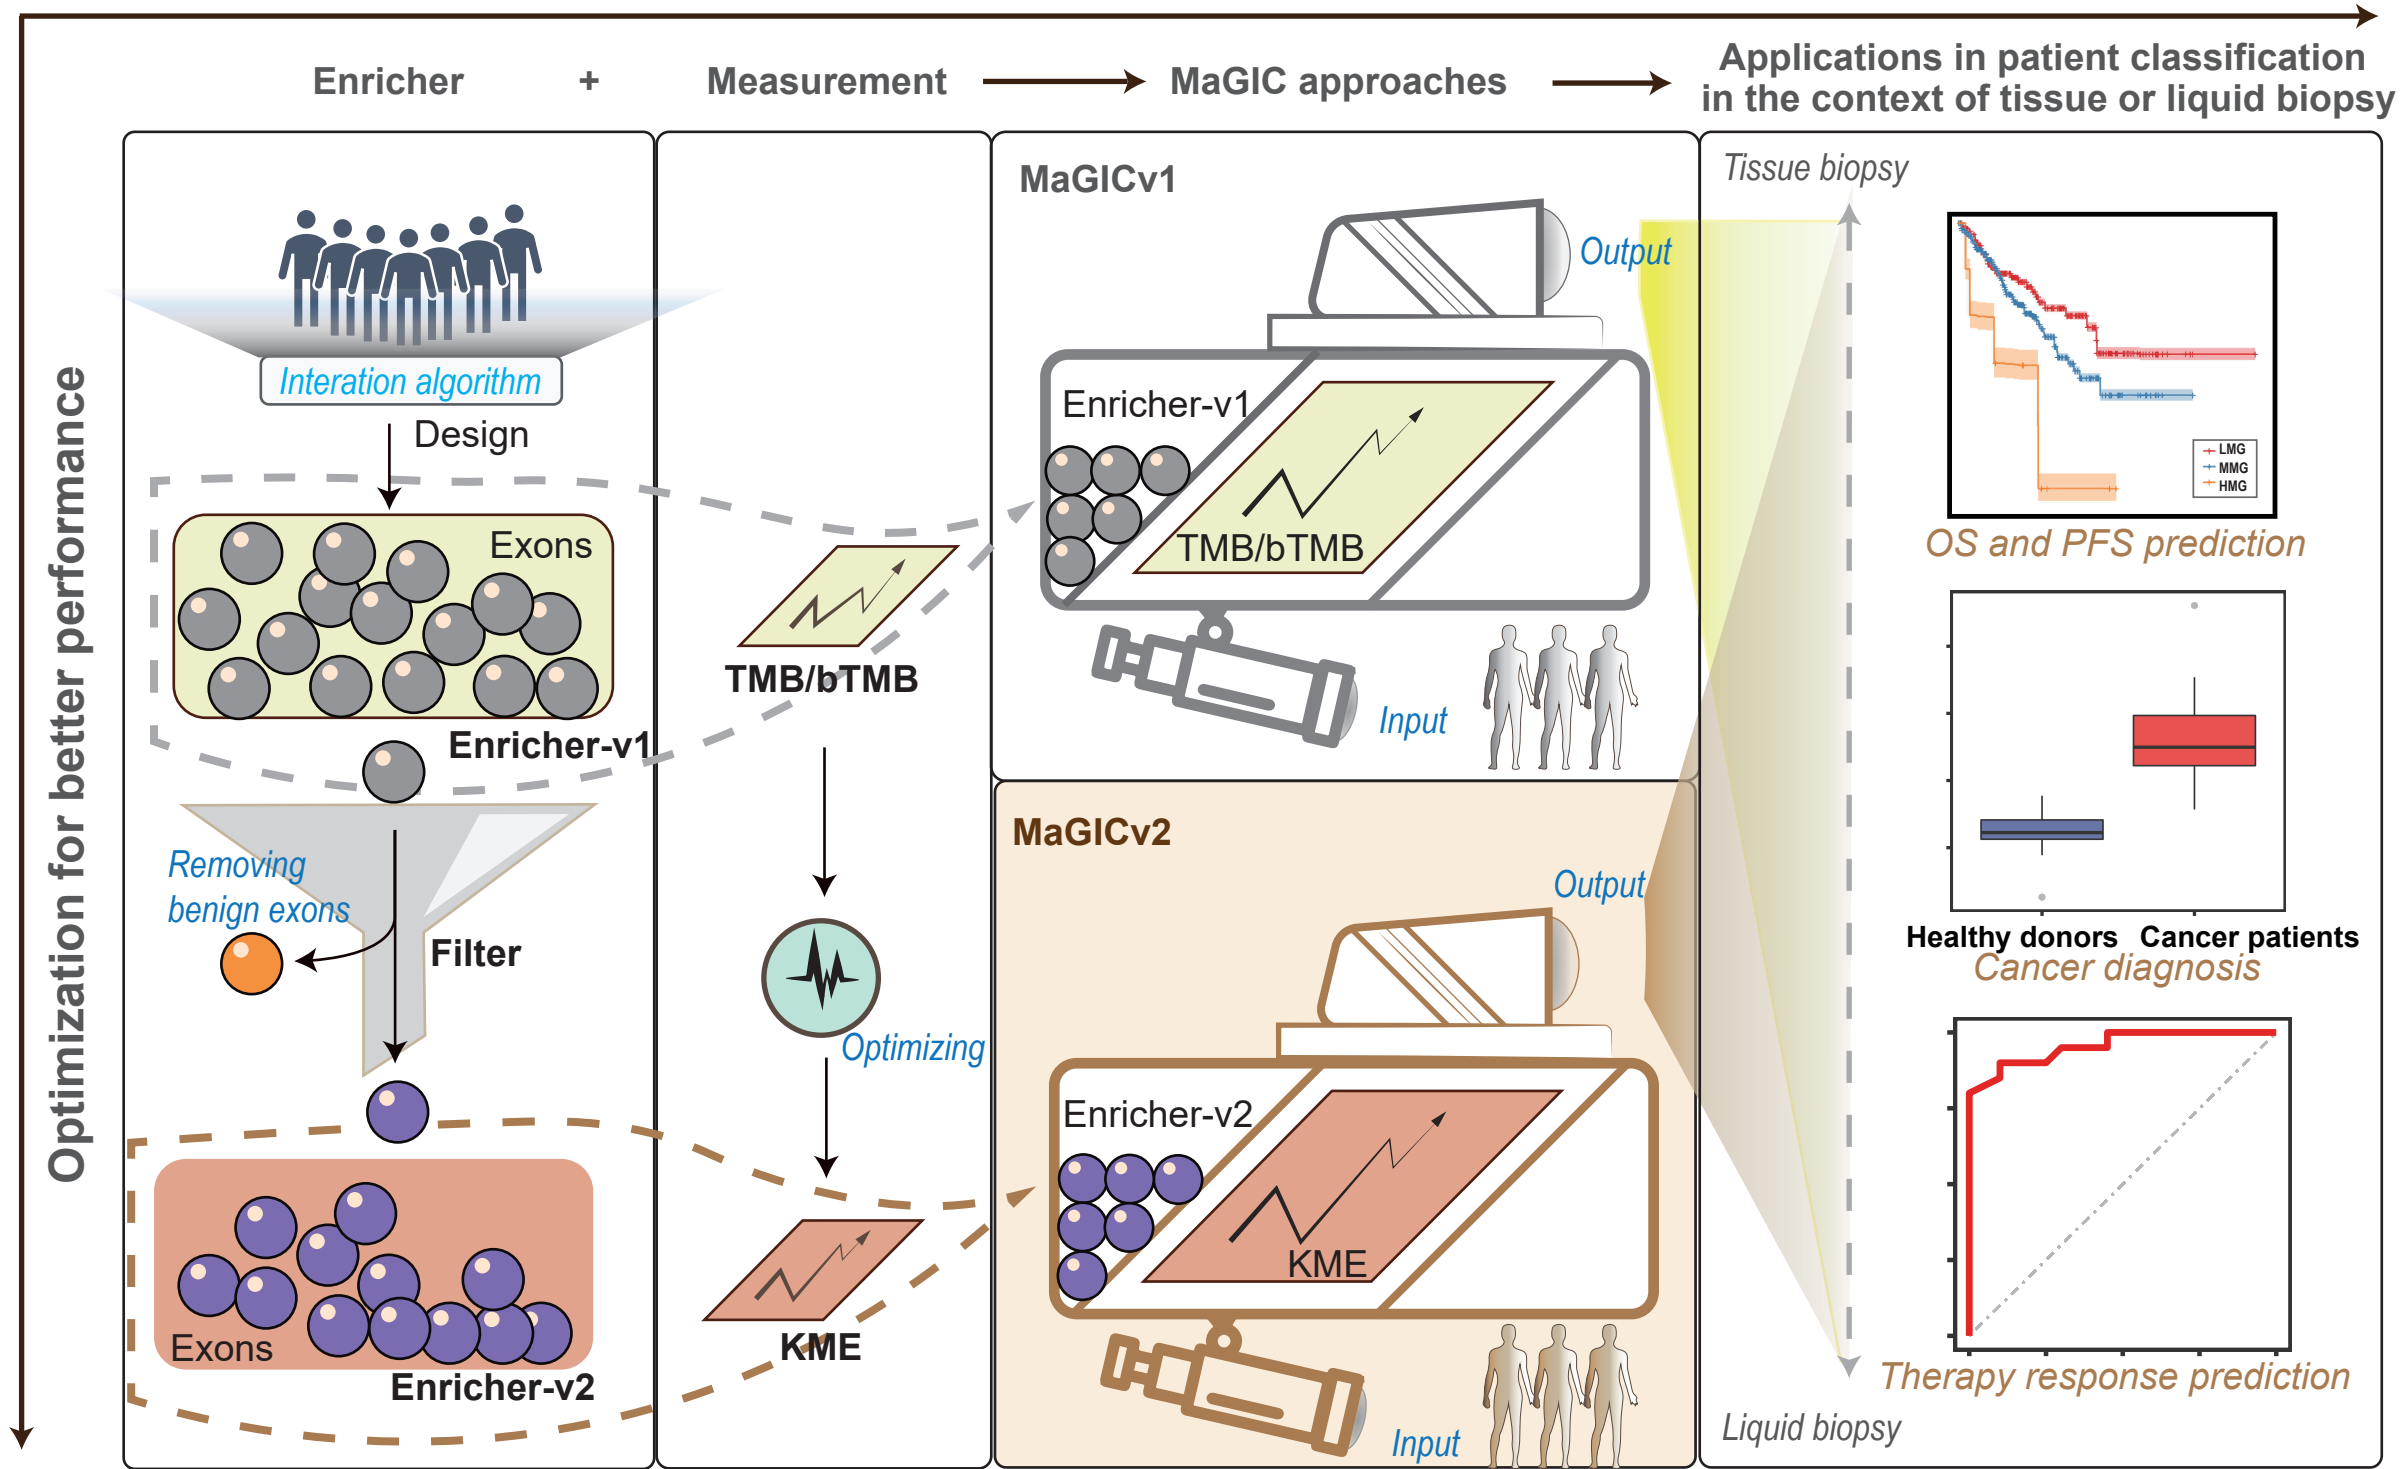 Enricher + Measurement MaGIC approaches
Applications in patient classification
in the context of tissue or liquid biopsy
Optimization for better performance
Interation algorithm
Design
Exons
Enricher-v1
Removing
benign exons
Filter
Exons
Enricher-v2
TMB/bTMB
Optimizing
KME
MaGICv1
Output
Enricher-v1
TMB/bTMB
Input
MaGICv2
Output
Enricher-v2
KME
Input
Tissue biopsy
LMG
MMG
HMG
OS and PFS prediction
Healthy donors Cancer patients
Cancer diagnosis
Therapy response prediction
Liquid biopsy